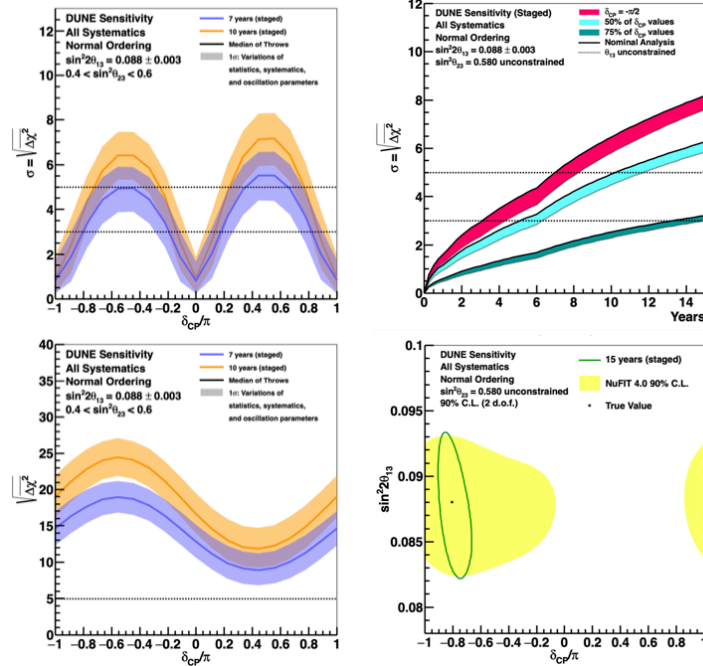 DUNE Sensitivity
All Systematics
Normal Ordering
sin²2θ₁₃ = 0.088 ± 0.003
0.4 < sin²θ₂₃ < 0.6
7 years (staged)
10 years (staged)
Median of Throws
1σ: Variations of
statistics, systematics,
and oscillation parameters
σ = √Δχ²
12
10
8
6
4
2
0
−1 −0.8 −0.6 −0.4 −0.2 0 0.2 0.4 0.6 0.8 1
δCP/π
DUNE Sensitivity (Staged)
All Systematics
Normal Ordering
sin²2θ₁₃ = 0.088 ± 0.003
sin²θ₂₃ = 0.580 unconstrained
δCP = -π/2
50% of δCP values
75% of δCP values
Nominal Analysis
θ₁₃ unconstrained
σ = √Δχ²
12
10
8
6
4
2
0
0 2 4 6 8 10 12 14
Years
DUNE Sensitivity
All Systematics
Normal Ordering
sin²2θ₁₃ = 0.088 ± 0.003
0.4 < sin²θ₂₃ < 0.6
7 years (staged)
10 years (staged)
Median of Throws
1σ: Variations of
statistics, systematics,
and oscillation parameters
√Δχ²
40
35
30
25
20
15
10
5
0
−1 −0.8 −0.6 −0.4 −0.2 0 0.2 0.4 0.6 0.8 1
δCP/π
DUNE Sensitivity
All Systematics
Normal Ordering
sin²θ₂₃ = 0.580 unconstrained
90% C.L. (2 d.o.f.)
15 years (staged)
NuFIT 4.0 90% C.L.
True Value
sin²2θ₁₃
0.1
0.095
0.09
0.085
0.08
−1 −0.8 −0.6 −0.4 −0.2 0 0.2 0.4 0.6 0.8 1
δCP/π